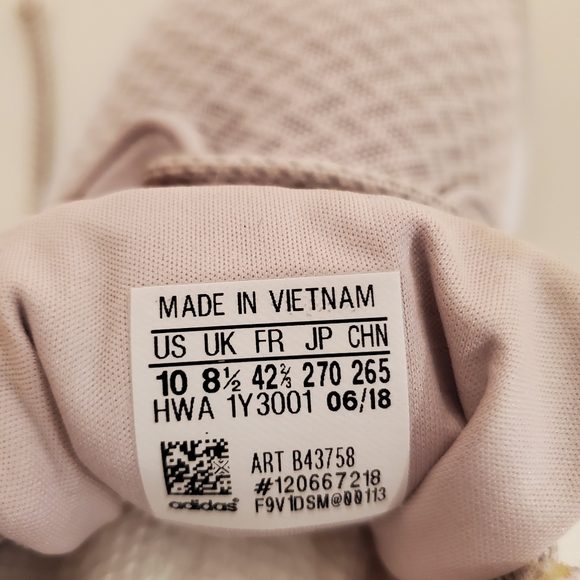 MADE IN VIETNAM
US UK FR JP CHN
10 8½ 42⅔ 270 265
HWA 1Y3001 06/18
ART B43758
#120667218
F9V1DSM@00113
adidas